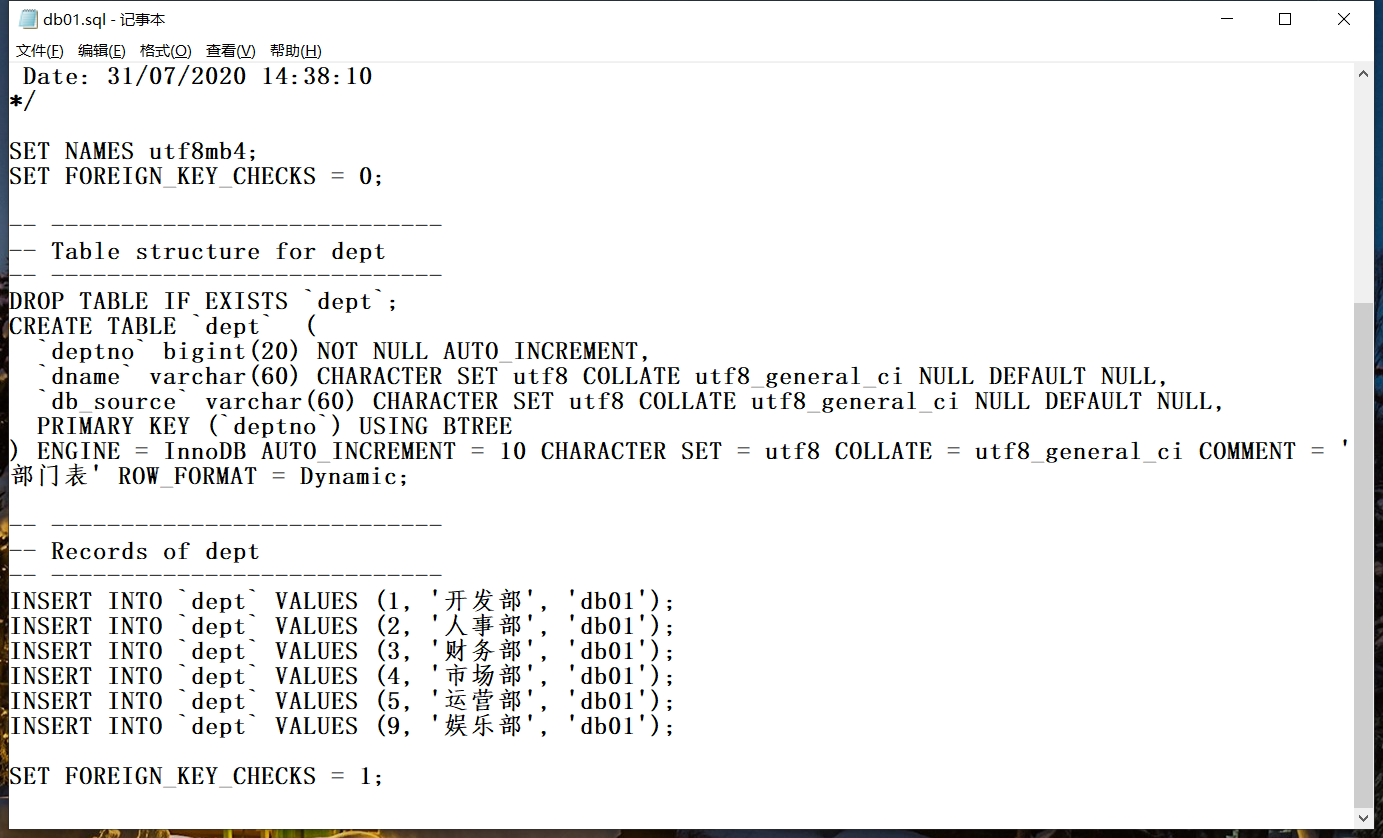 db01.sql - 记事本
文件(F) 编辑(E) 格式(O) 查看(V) 帮助(H)
 Date: 31/07/2020 14:38:10
*/
SET NAMES utf8mb4;
SET FOREIGN_KEY_CHECKS = 0;
-- ----------------------------
-- Table structure for dept
-- ----------------------------
DROP TABLE IF EXISTS `dept`;
CREATE TABLE `dept`  (
  `deptno` bigint(20) NOT NULL AUTO_INCREMENT,
  `dname` varchar(60) CHARACTER SET utf8 COLLATE utf8_general_ci NULL DEFAULT NULL,
  `db_source` varchar(60) CHARACTER SET utf8 COLLATE utf8_general_ci NULL DEFAULT NULL,
  PRIMARY KEY (`deptno`) USING BTREE
) ENGINE = InnoDB AUTO_INCREMENT = 10 CHARACTER SET = utf8 COLLATE = utf8_general_ci COMMENT = '
部门表' ROW_FORMAT = Dynamic;
-- ----------------------------
-- Records of dept
-- ----------------------------
INSERT INTO `dept` VALUES (1, '开发部', 'db01');
INSERT INTO `dept` VALUES (2, '人事部', 'db01');
INSERT INTO `dept` VALUES (3, '财务部', 'db01');
INSERT INTO `dept` VALUES (4, '市场部', 'db01');
INSERT INTO `dept` VALUES (5, '运营部', 'db01');
INSERT INTO `dept` VALUES (9, '娱乐部', 'db01');
SET FOREIGN_KEY_CHECKS = 1;